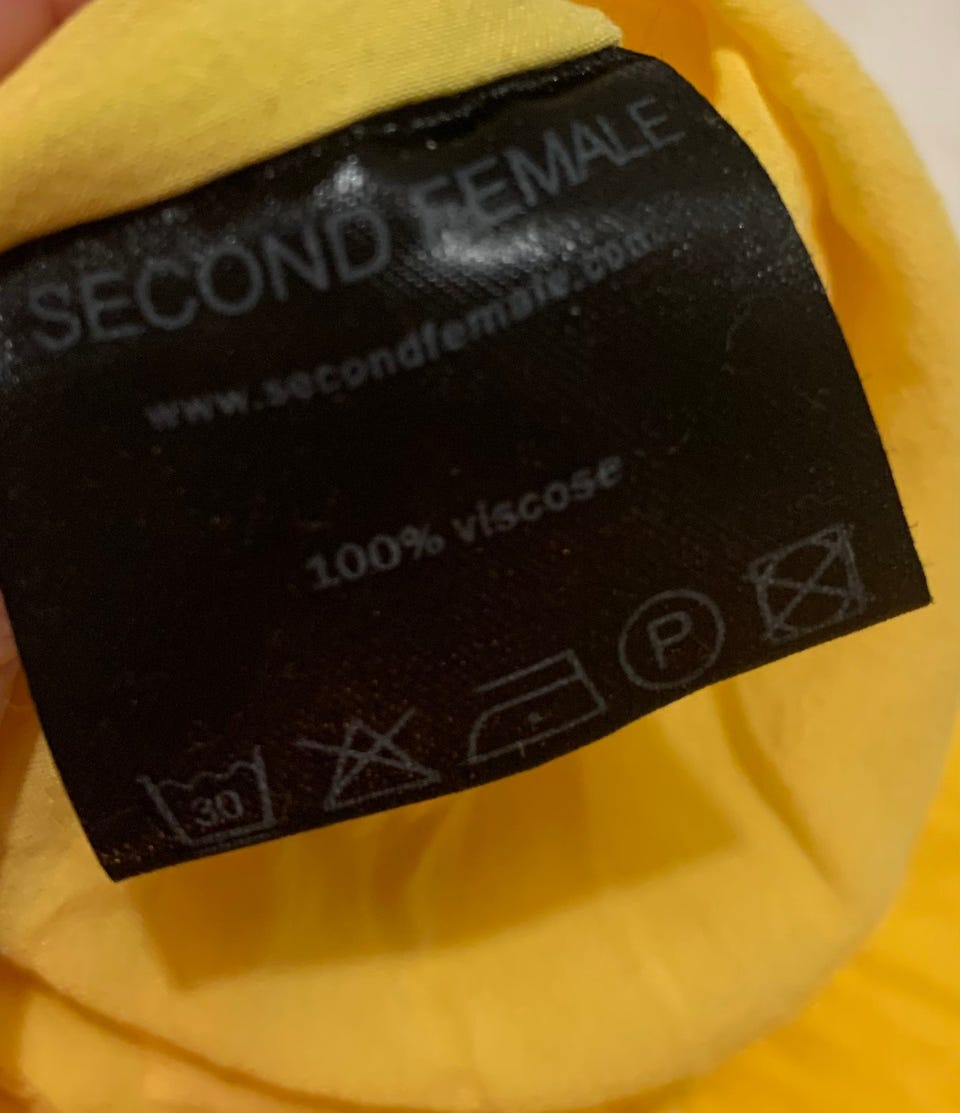 SECOND FEMALE
www.secondfemale.com
100% viscose
30 P